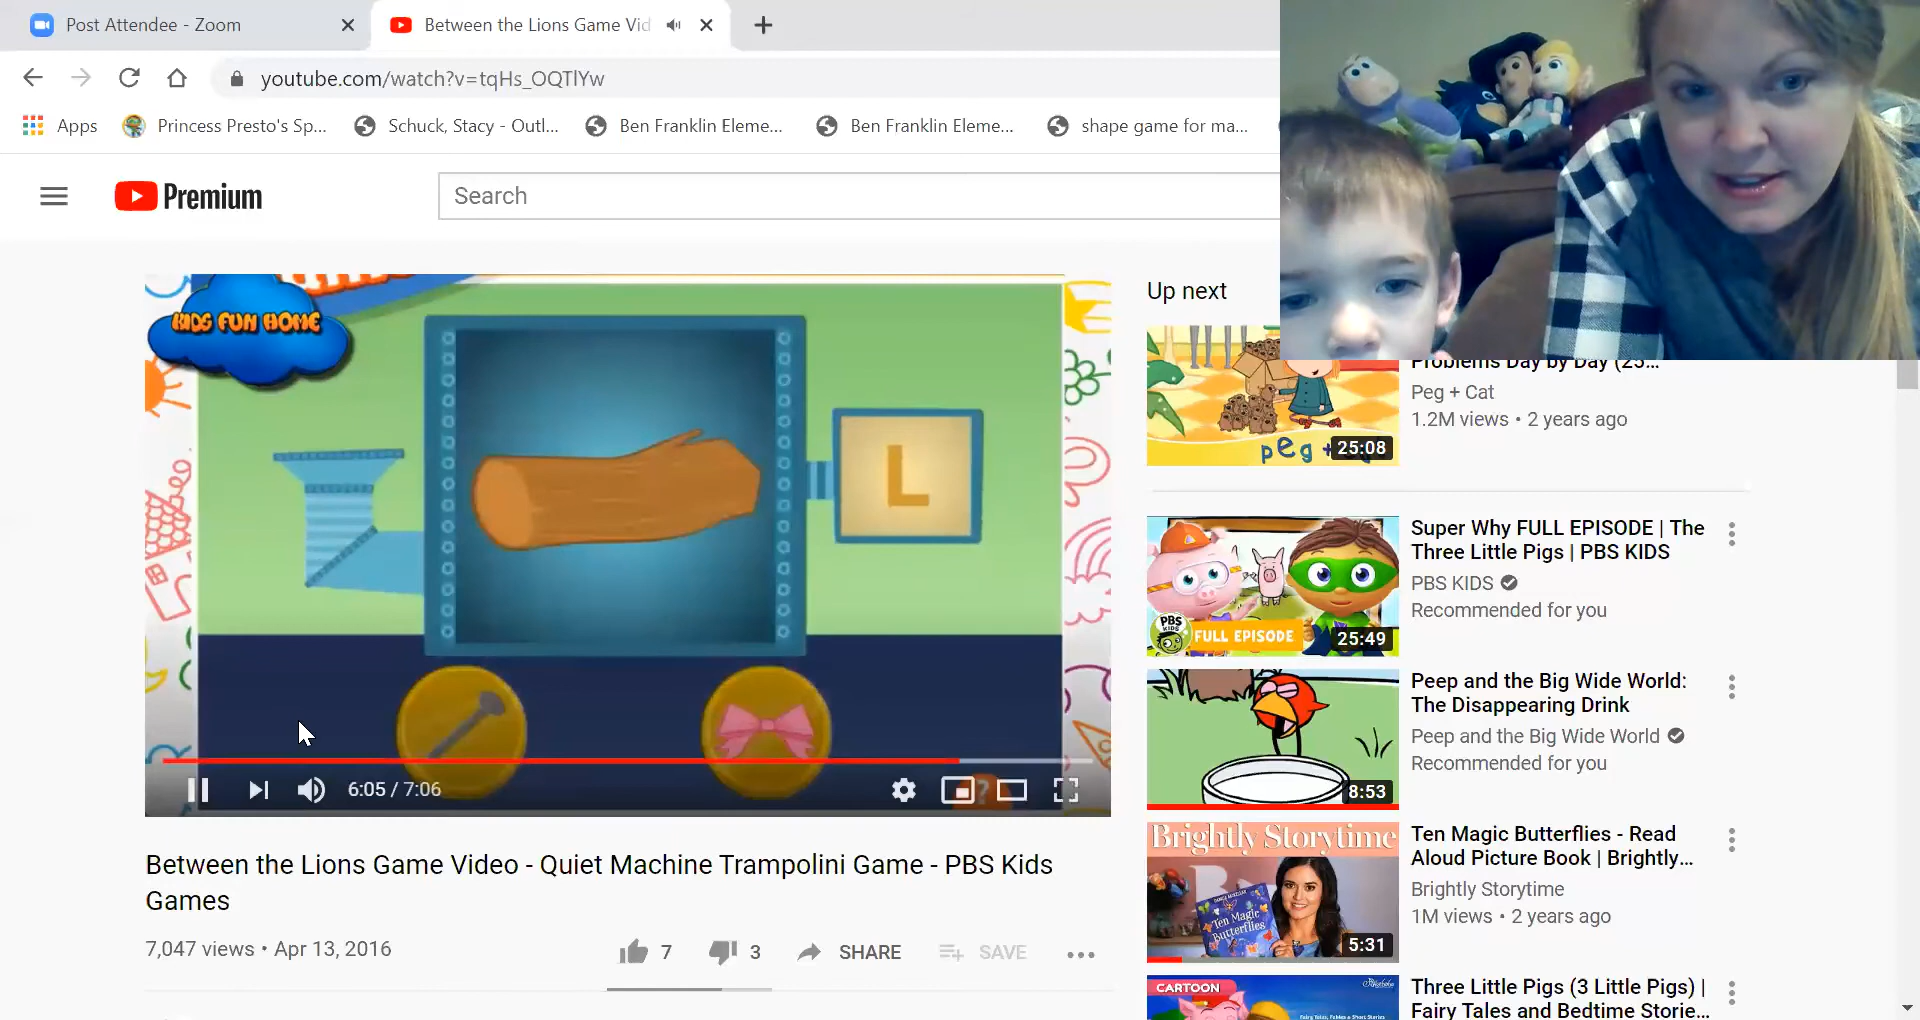 Post Attendee - Zoom
Between the Lions Game Vid
youtube.com/watch?v=tqHs_OQTlYw
Apps
Princess Presto's Sp...
Schuck, Stacy - Outl...
Ben Franklin Eleme...
Ben Franklin Eleme...
shape game for ma...
Premium
Search
KIDS FUN HOME
L
6:05 / 7:06
Between the Lions Game Video - Quiet Machine Trampolini Game - PBS Kids
Games
7,047 views • Apr 13, 2016
7
3
SHARE
SAVE
Up next
Problems Day by Day (25...
Peg + Cat
1.2M views • 2 years ago
peg +
25:08
Super Why FULL EPISODE | The
Three Little Pigs | PBS KIDS
PBS KIDS
Recommended for you
PBS
KIDS
FULL EPISODE
25:49
Peep and the Big Wide World:
The Disappearing Drink
Peep and the Big Wide World
Recommended for you
8:53
Brightly Storytime
Ten Magic Butterflies - Read
Aloud Picture Book | Brightly...
Brightly Storytime
1M views • 2 years ago
Ten Magic
Butterflies
5:31
Three Little Pigs (3 Little Pigs) |
Fairy Tales and Bedtime Storie...
CARTOON